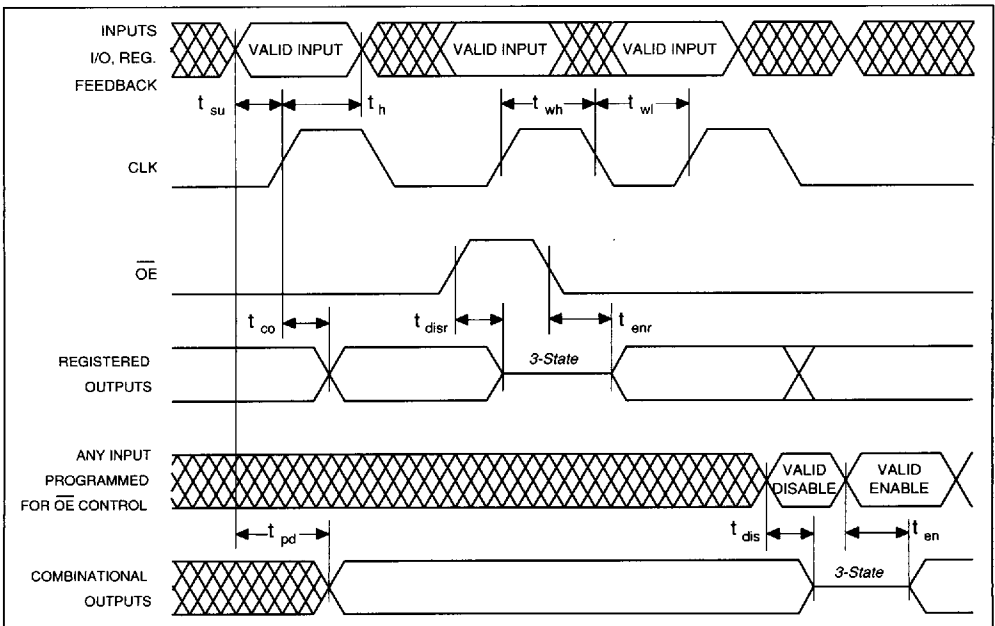 INPUTS
I/O, REG.
FEEDBACK
VALID INPUT
VALID INPUT
VALID INPUT
t su
t h
t wh
t wl
CLK
OE
t co
t disr
t enr
REGISTERED
OUTPUTS
3-State
ANY INPUT
PROGRAMMED
FOR OE CONTROL
VALID
DISABLE
VALID
ENABLE
t pd
t dis
t en
COMBINATIONAL
OUTPUTS
3-State